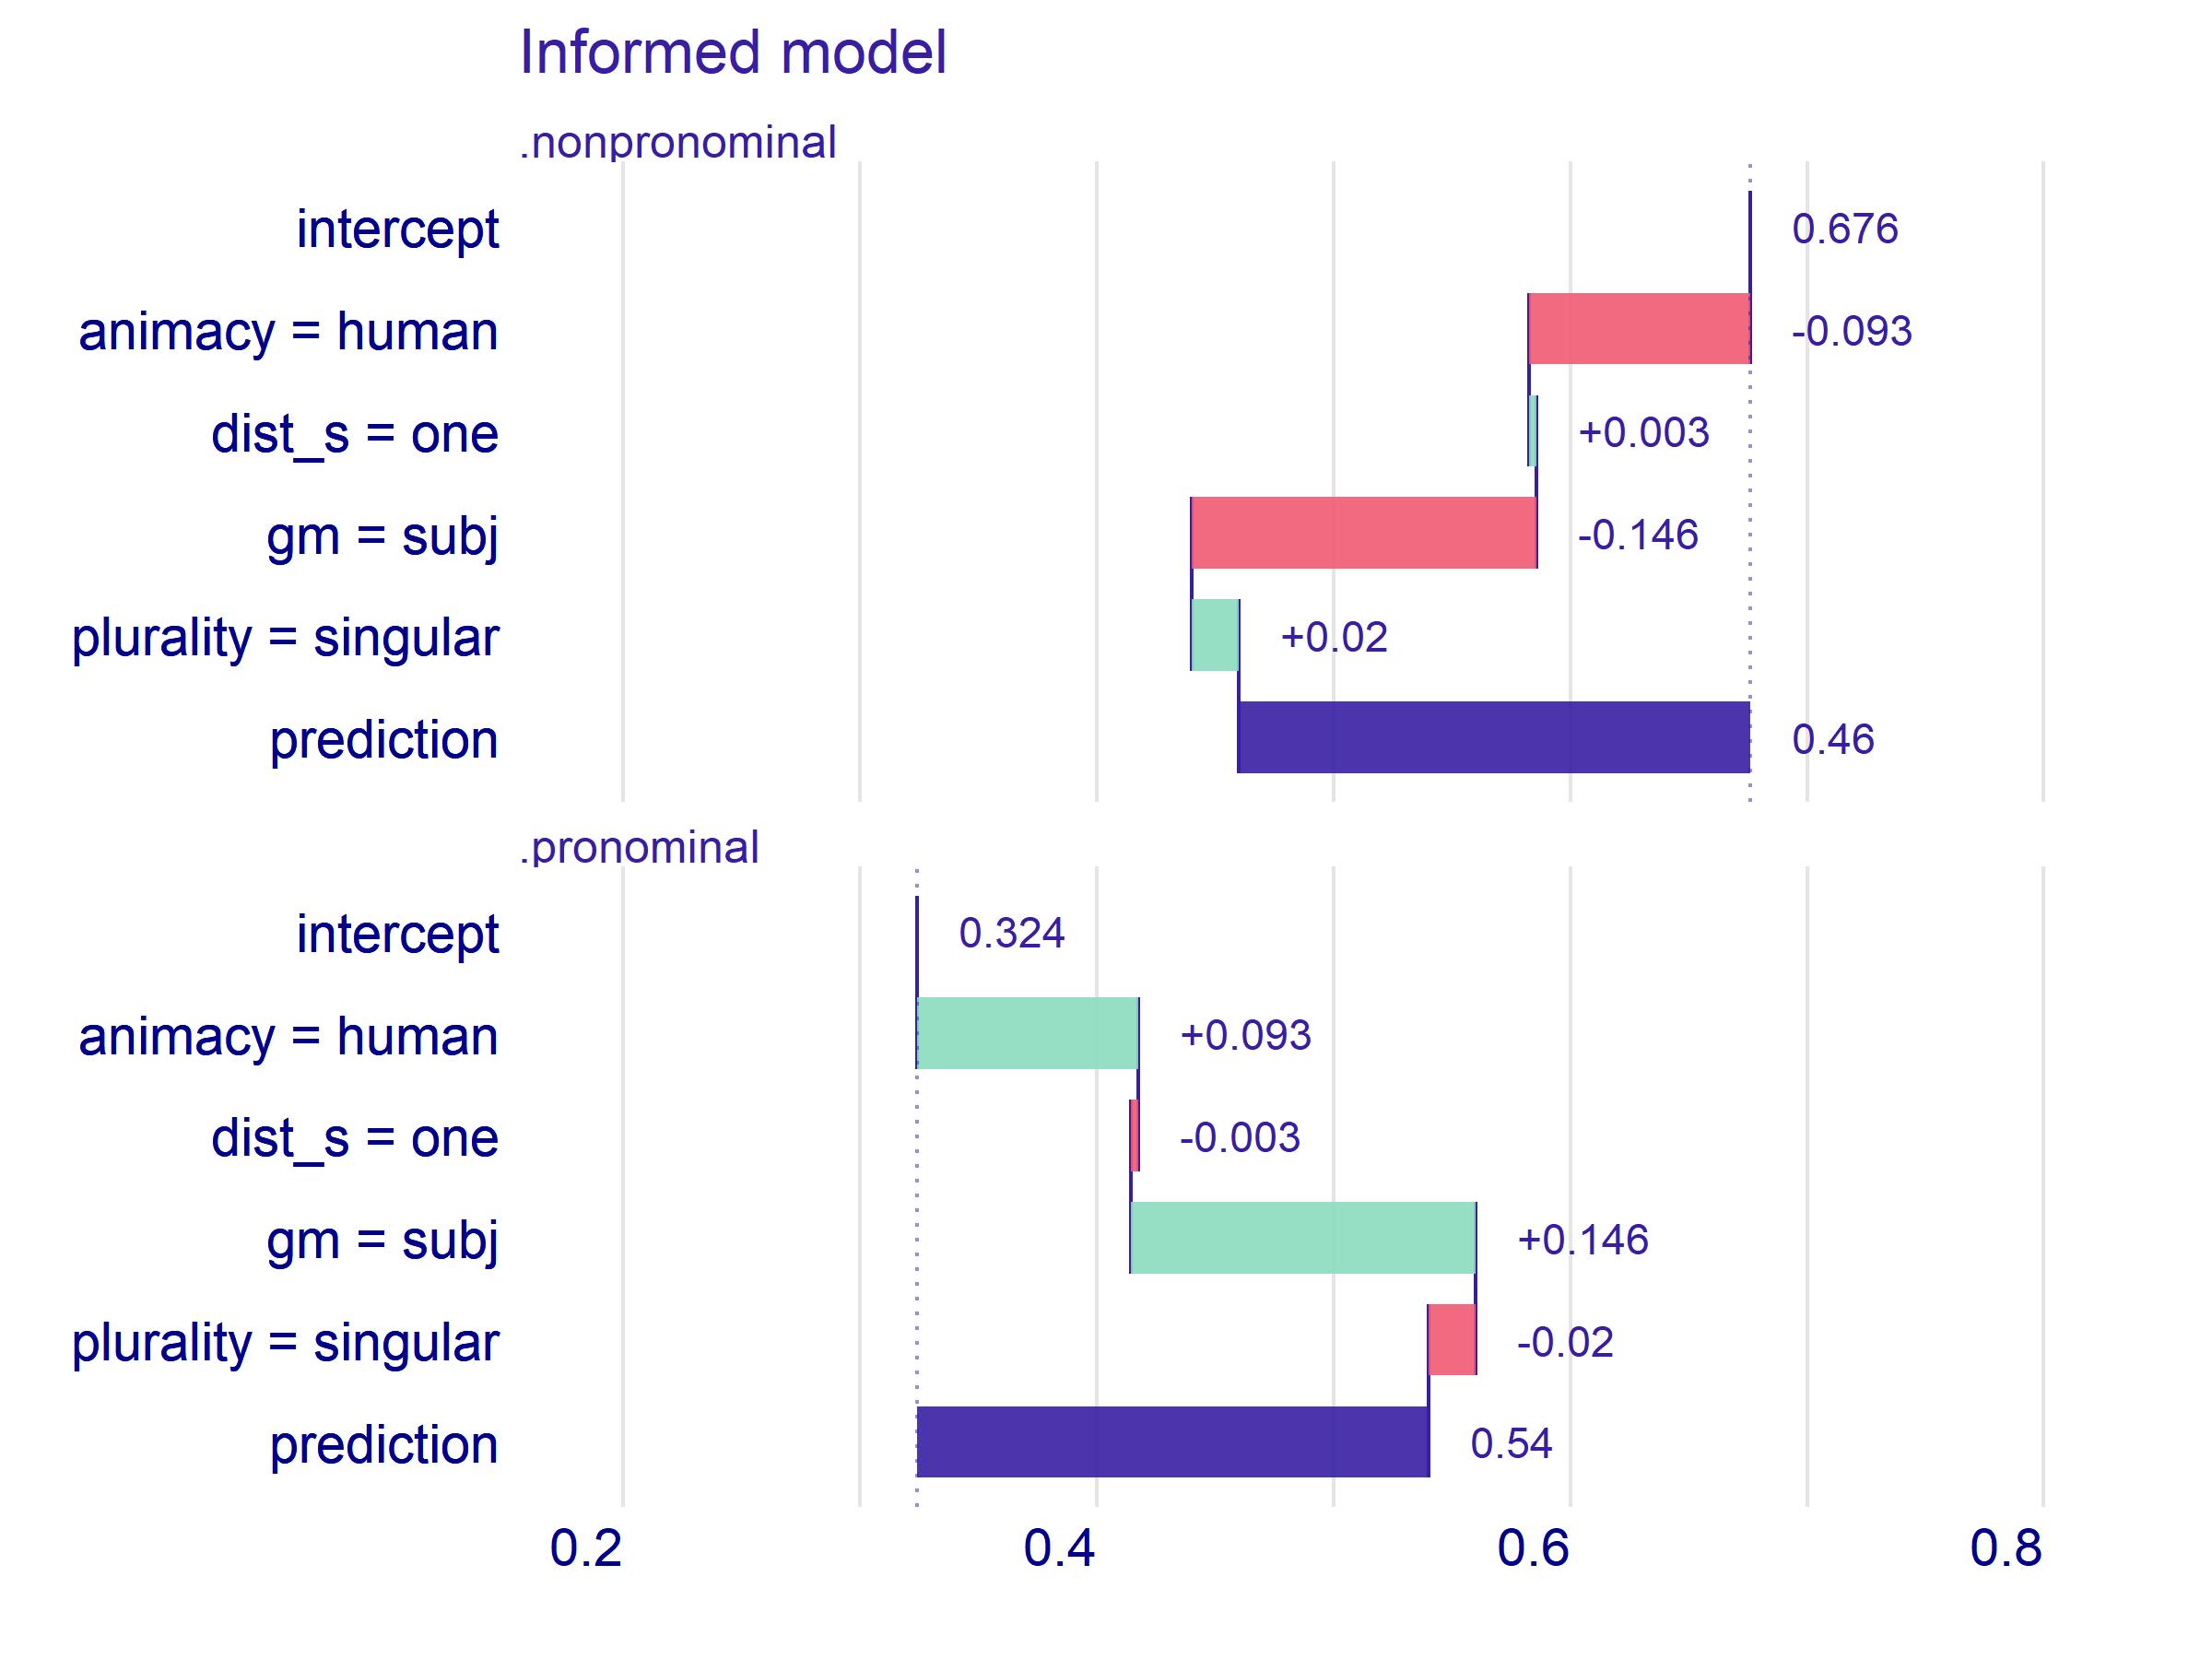 Informed model
.nonpronominal
intercept 0.676
animacy = human -0.093
dist_s = one +0.003
gm = subj -0.146
plurality = singular +0.02
prediction 0.46
.pronominal
intercept 0.324
animacy = human +0.093
dist_s = one -0.003
gm = subj +0.146
plurality = singular -0.02
prediction 0.54
0.2 0.4 0.6 0.8